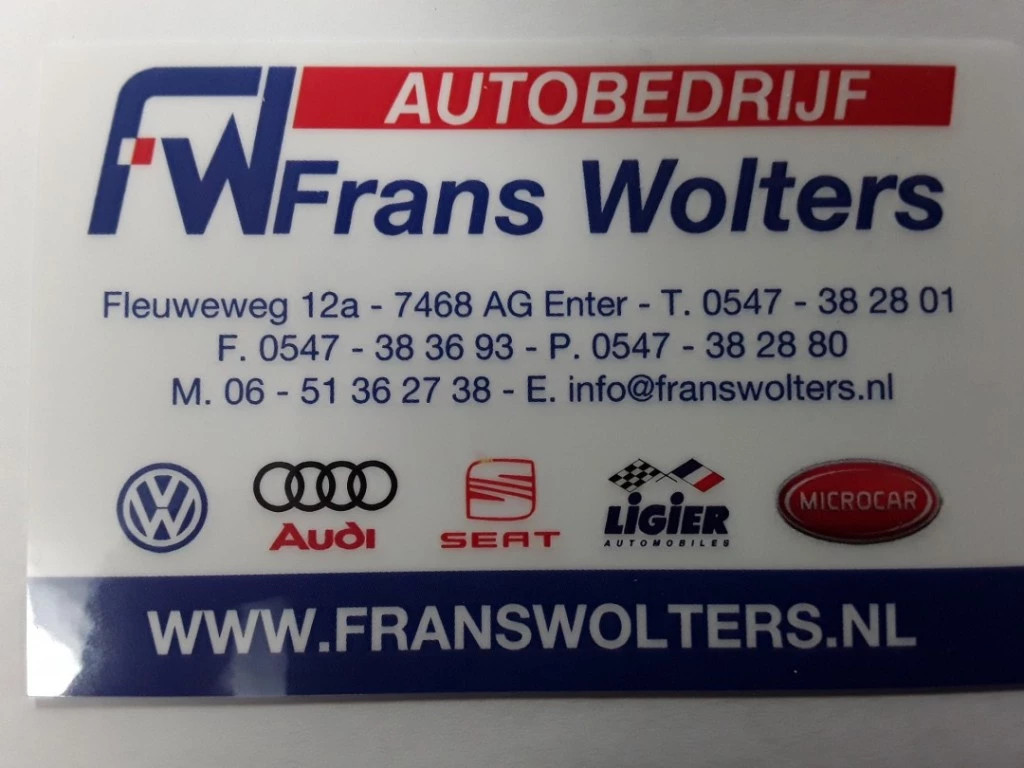 FW
AUTOBEDRIJF
Frans Wolters
Fleuweweg 12a - 7468 AG Enter - T. 0547 - 38 28 01
F. 0547 - 38 36 93 - P. 0547 - 38 28 80
M. 06 - 51 36 27 38 - E. info@franswolters.nl
VW
Audi
SEAT
LIGIER
AUTOMOBILES
MICROCAR
WWW.FRANSWOLTERS.NL